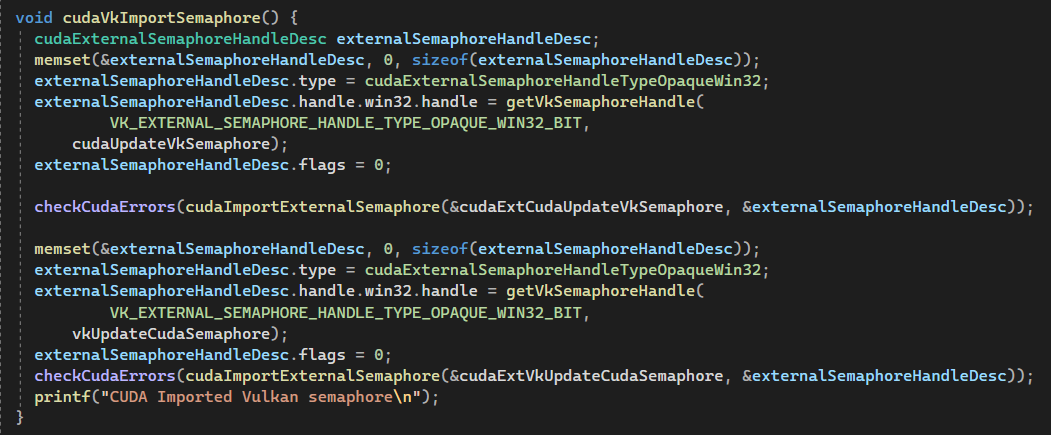 void cudaVkImportSemaphore() {
  cudaExternalSemaphoreHandleDesc externalSemaphoreHandleDesc;
  memset(&externalSemaphoreHandleDesc, 0, sizeof(externalSemaphoreHandleDesc));
  externalSemaphoreHandleDesc.type = cudaExternalSemaphoreHandleTypeOpaqueWin32;
  externalSemaphoreHandleDesc.handle.win32.handle = getVkSemaphoreHandle(
          VK_EXTERNAL_SEMAPHORE_HANDLE_TYPE_OPAQUE_WIN32_BIT,
      cudaUpdateVkSemaphore);
  externalSemaphoreHandleDesc.flags = 0;

  checkCudaErrors(cudaImportExternalSemaphore(&cudaExtCudaUpdateVkSemaphore, &externalSemaphoreHandleDesc));

  memset(&externalSemaphoreHandleDesc, 0, sizeof(externalSemaphoreHandleDesc));
  externalSemaphoreHandleDesc.type = cudaExternalSemaphoreHandleTypeOpaqueWin32;
  externalSemaphoreHandleDesc.handle.win32.handle = getVkSemaphoreHandle(
          VK_EXTERNAL_SEMAPHORE_HANDLE_TYPE_OPAQUE_WIN32_BIT,
      vkUpdateCudaSemaphore);
  externalSemaphoreHandleDesc.flags = 0;
  checkCudaErrors(cudaImportExternalSemaphore(&cudaExtVkUpdateCudaSemaphore, &externalSemaphoreHandleDesc));
  printf("CUDA Imported Vulkan semaphore\n");
}